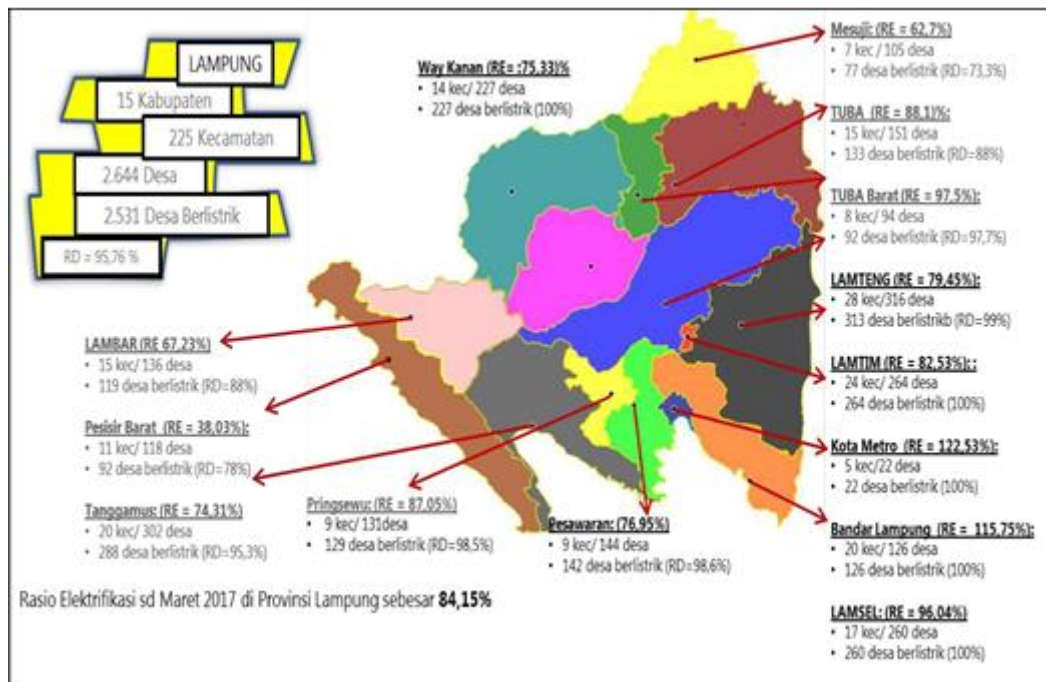 LAMPUNG
15 Kabupaten
225 Kecamatan
2.644 Desa
2.531 Desa Berlistrik
RD = 95,76 %
Way Kanan (RE= :75.33)%
• 14 kec/ 227 desa
• 227 desa berlistrik (100%)
Mesuji: (RE = 62,7%)
• 7 kec / 105 desa
• 77 desa berlistrik (RD=73,3%)
TUBA (RE = 88,1)%:
• 15 kec/ 151 desa
• 133 desa berlistrik (RD=88%)
TUBA Barat (RE = 97,5%):
• 8 kec/ 94 desa
• 92 desa berlistrik (RD=97,7%)
LAMTENG (RE = 79,45%):
• 28 kec/316 desa
• 313 desa berlistrikb (RD=99%)
LAMTIM (RE = 82,53%): :
• 24 kec/ 264 desa
• 264 desa berlistrik (100%)
Kota Metro (RE = 122,53%):
• 5 kec/22 desa
• 22 desa berlistrik (100%)
Bandar Lampung (RE = 115,75%):
• 20 kec/ 126 desa
• 126 desa berlistrik (100%)
LAMSEL: (RE = 96,04%)
• 17 kec/ 260 desa
• 260 desa berlistrik (100%)
LAMBAR (RE 67,23%)
• 15 kec/ 136 desa
• 119 desa berlistrik (RD=88%)
Pesisir Barat (RE = 38,03%)
• 11 kec/ 118 desa
• 92 desa berlistrik (RD=78%)
Tanggamus: (RE = 74,31%)
• 20 kec/ 302 desa
• 288 desa berlistrik (RD=95,3%)
Pringsewu: (RE = 87,05%)
• 9 kec/ 131desa
• 129 desa berlistrik (RD=98,5%)
Pesawaran: (76,95%)
• 9 kec/ 144 desa
• 142 desa berlistrik (RD=98,6%)
Rasio Elektrifikasi sd Maret 2017 di Provinsi Lampung sebesar 84,15%